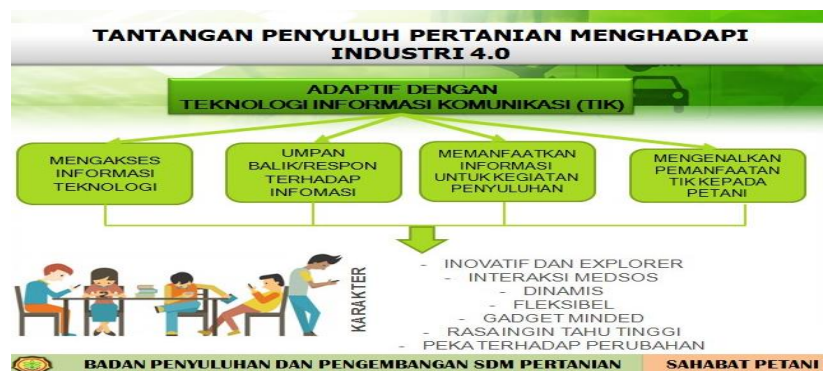 TANTANGAN PENYULUH PERTANIAN MENGHADAPI
INDUSTRI 4.0
ADAPTIF DENGAN
TEKNOLOGI INFORMASI KOMUNIKASI (TIK)
MENGAKSES
INFORMASI
TEKNOLOGI
UMPAN
BALIK/RESPON
TERHADAP
INFOMASI
MEMANFAATKAN
INFORMASI
UNTUK KEGIATAN
PENYULUHAN
MENGENALKAN
PEMANFAATAN
TIK KEPADA
PETANI
KARAKTER
- INOVATIF DAN EXPLORER
- INTERAKSI MEDSOS
- DINAMIS
- FLEKSIBEL
- GADGET MINDED
- RASA INGIN TAHU TINGGI
- PEKA TERHADAP PERUBAHAN
BADAN PENYULUHAN DAN PENGEMBANGAN SDM PERTANIAN
SAHABAT PETANI